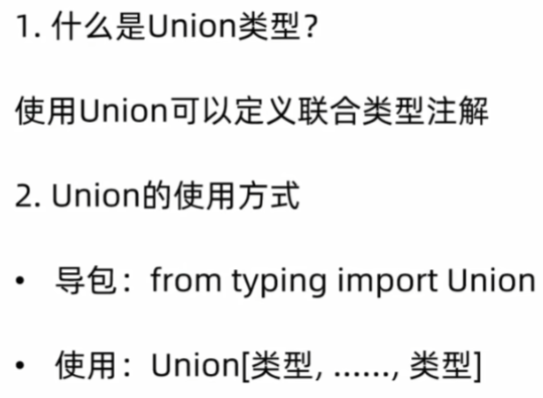 1. 什么是Union类型？
使用Union可以定义联合类型注解
2. Union的使用方式
• 导包：from typing import Union
• 使用：Union[类型, ......, 类型]